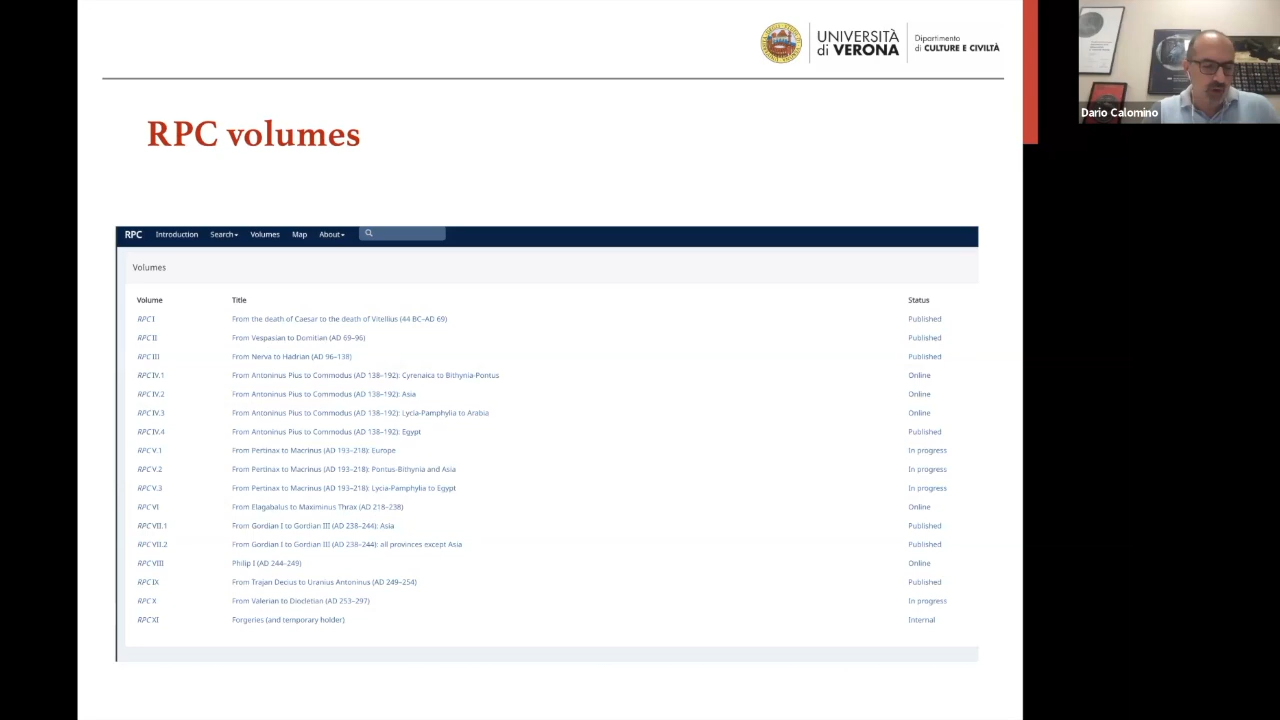 UNIVERSITÀ
di VERONA
Dipartimento
di CULTURE E CIVILTÀ
Dario Calomino
RPC volumes
RPC Introduction Search Volumes Map About
Volumes
Volume Title Status
RPC I From the death of Caesar to the death of Vitellius (44 BC–AD 69) Published
RPC II From Vespasian to Domitian (AD 69–96) Published
RPC III From Nerva to Hadrian (AD 96–138) Published
RPC IV.1 From Antoninus Pius to Commodus (AD 138–192): Cyrenaica to Bithynia-Pontus Online
RPC IV.2 From Antoninus Pius to Commodus (AD 138–192): Asia Online
RPC IV.3 From Antoninus Pius to Commodus (AD 138–192): Lycia-Pamphylia to Arabia Online
RPC IV.4 From Antoninus Pius to Commodus (AD 138–192): Egypt Published
RPC V.1 From Pertinax to Macrinus (AD 193–218): Europe In progress
RPC V.2 From Pertinax to Macrinus (AD 193–218): Pontus-Bithynia and Asia In progress
RPC V.3 From Pertinax to Macrinus (AD 193–218): Lycia-Pamphylia to Egypt In progress
RPC VI From Elagabalus to Maximinus Thrax (AD 218–238) Online
RPC VII.1 From Gordian I to Gordian III (AD 238–244): Asia Published
RPC VII.2 From Gordian I to Gordian III (AD 238–244): all provinces except Asia Published
RPC VIII Philip I (AD 244–249) Online
RPC IX From Trajan Decius to Uranius Antoninus (AD 249–254) Published
RPC X From Valerian to Diocletian (AD 253–297) In progress
RPC XI Forgeries (and temporary holder) Internal